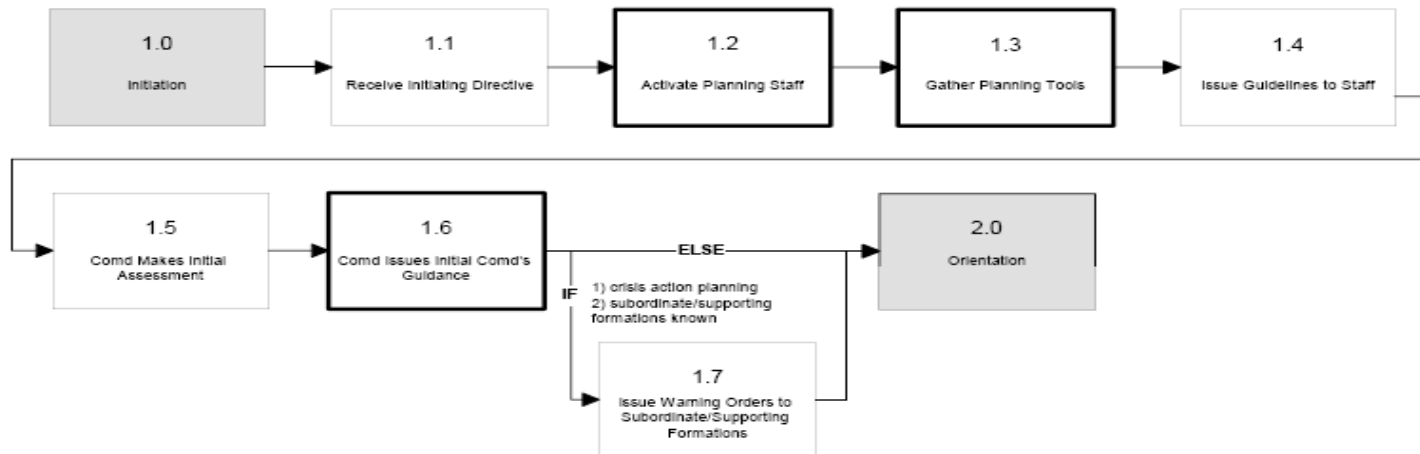 1.0
Initiation
1.1
Receive Initiating Directive
1.2
Activate Planning Staff
1.3
Gather Planning Tools
1.4
Issue Guidelines to Staff
1.5
Comd Makes Initial
Assessment
1.6
Comd Issues Initial Comd's
Guidance
ELSE
IF
1) crisis action planning
2) subordinate/supporting
formations known
2.0
Orientation
1.7
Issue Warning Orders to
Subordinate/Supporting
Formations